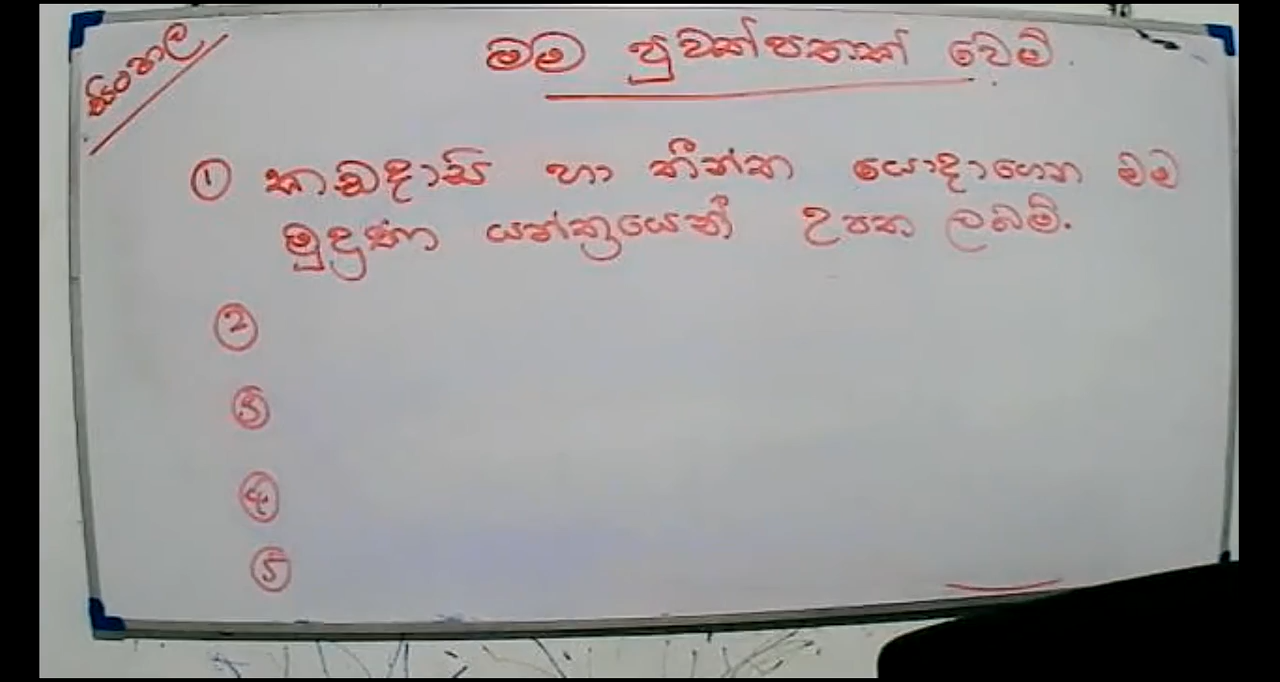 සිංහල
මම පුවත්පතක් වෙමි.
① කඩදාසි හා තීන්ත යොදාගෙන මම
මුද්‍රණ යන්ත්‍රයෙන් උපත ලබමි.
②
③
④
⑤